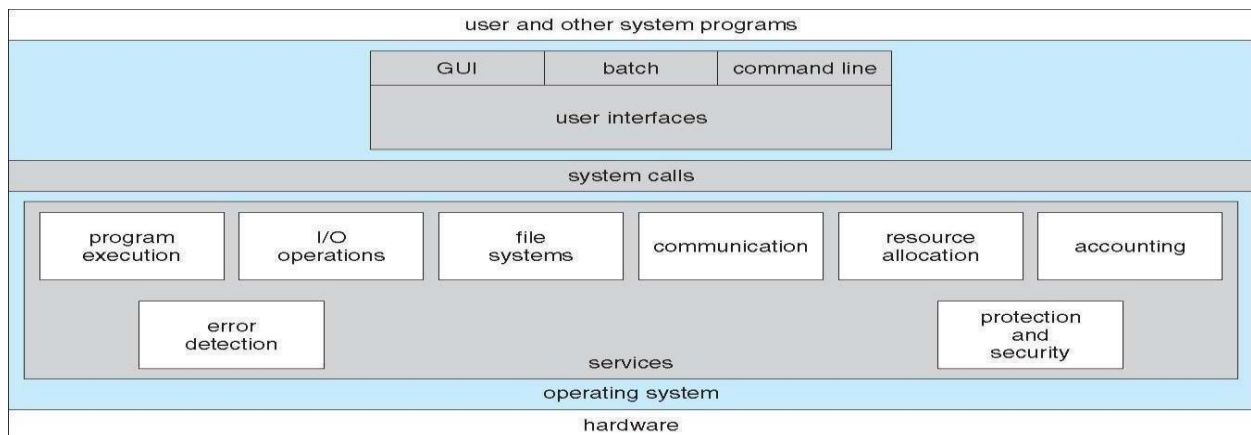 user and other system programs
GUI
batch
command line
user interfaces
system calls
program
execution
I/O
operations
file
systems
communication
resource
allocation
accounting
error
detection
protection
and
security
services
operating system
hardware